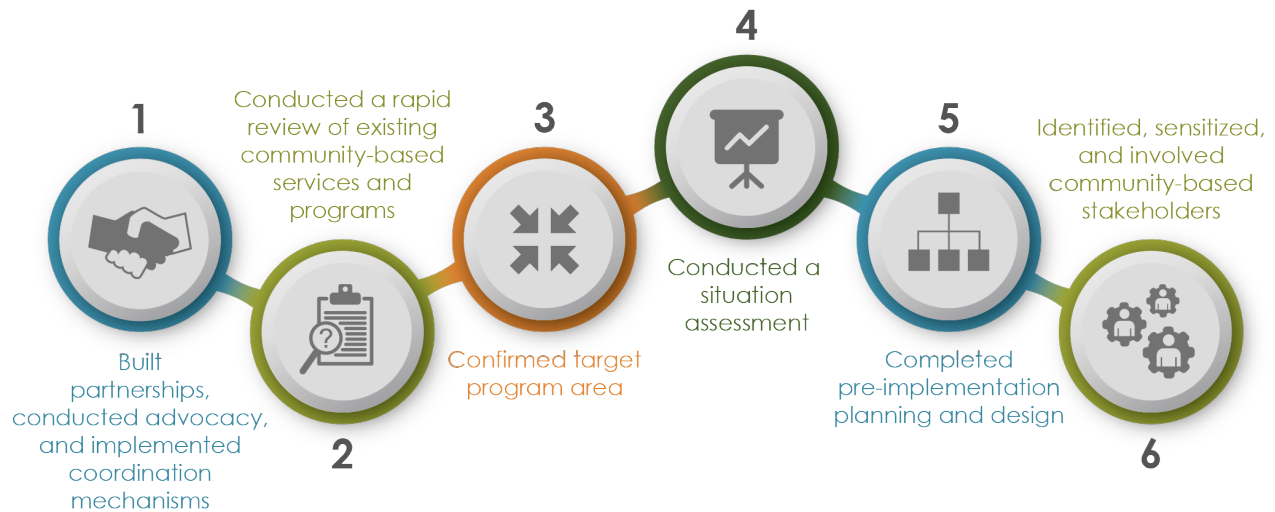 1
Built
partnerships,
conducted advocacy,
and implemented
coordination
mechanisms
Conducted a rapid
review of existing
community-based
services and
programs
?
2
3
Confirmed target
program area
4
Conducted a
situation
assessment
5
Completed
pre-implementation
planning and design
Identified, sensitized,
and involved
community-based
stakeholders
6